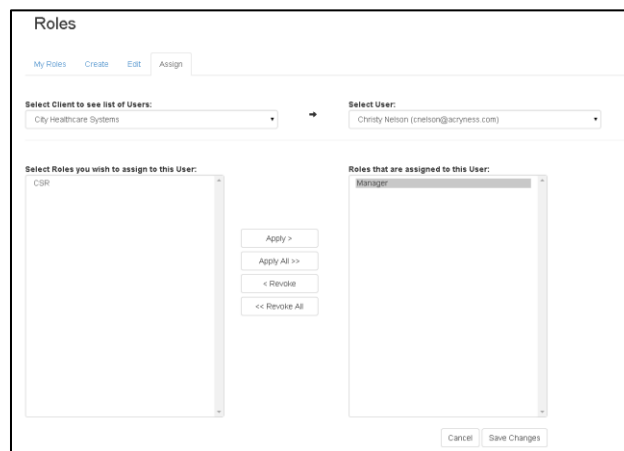 Roles
My Roles Create Edit Assign
Select Client to see list of Users: Select User:
City Healthcare Systems Christy Nelson (cnelson@acryness.com)
Select Roles you wish to assign to this User: Roles that are assigned to this User:
CSR Manager
Apply >
Apply All >>
< Revoke
<< Revoke All
Cancel Save Changes